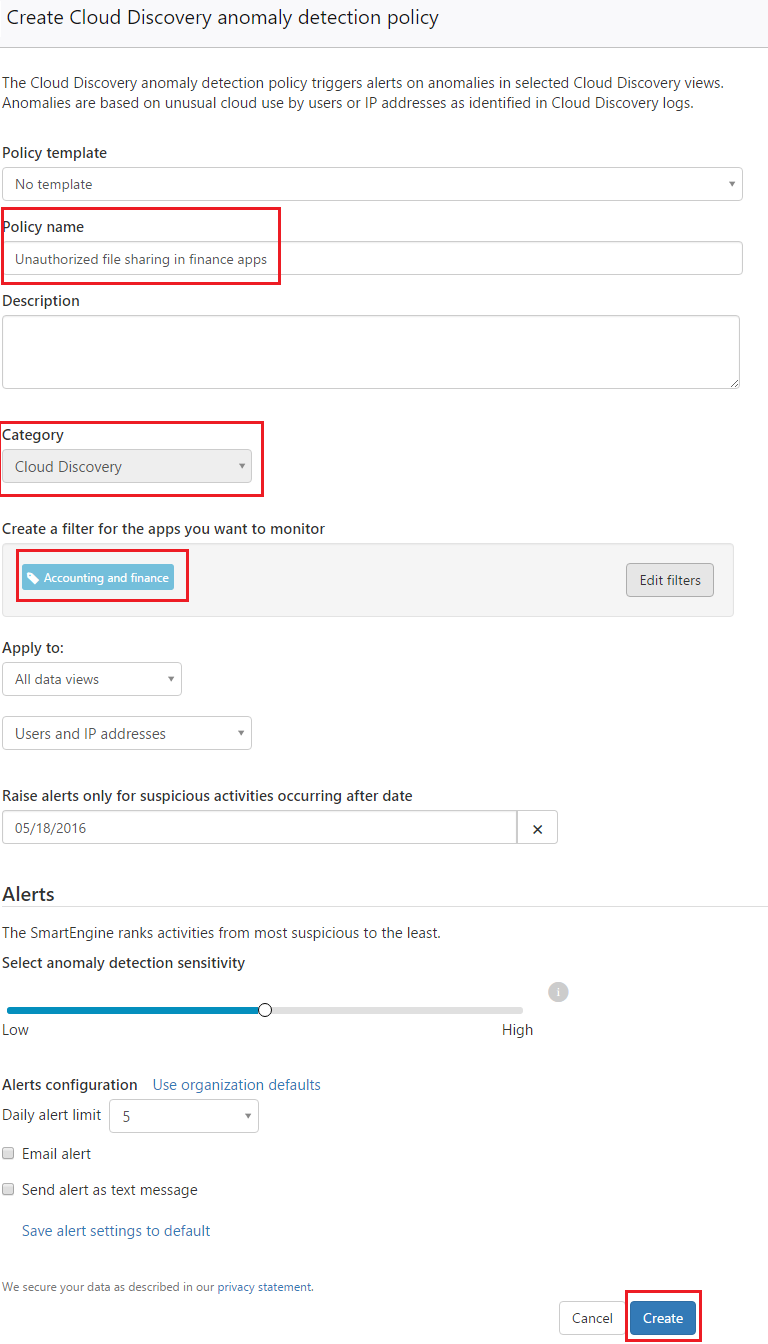 Create Cloud Discovery anomaly detection policy
The Cloud Discovery anomaly detection policy triggers alerts on anomalies in selected Cloud Discovery views.
Anomalies are based on unusual cloud use by users or IP addresses as identified in Cloud Discovery logs.
Policy template
No template
Policy name
Unauthorized file sharing in finance apps
Description
Category
Cloud Discovery
Create a filter for the apps you want to monitor
Accounting and finance
Edit filters
Apply to:
All data views
Users and IP addresses
Raise alerts only for suspicious activities occurring after date
05/18/2016
Alerts
The SmartEngine ranks activities from most suspicious to the least.
Select anomaly detection sensitivity
Low High
Alerts configuration Use organization defaults
Daily alert limit 5
Email alert
Send alert as text message
Save alert settings to default
We secure your data as described in our privacy statement.
Cancel Create